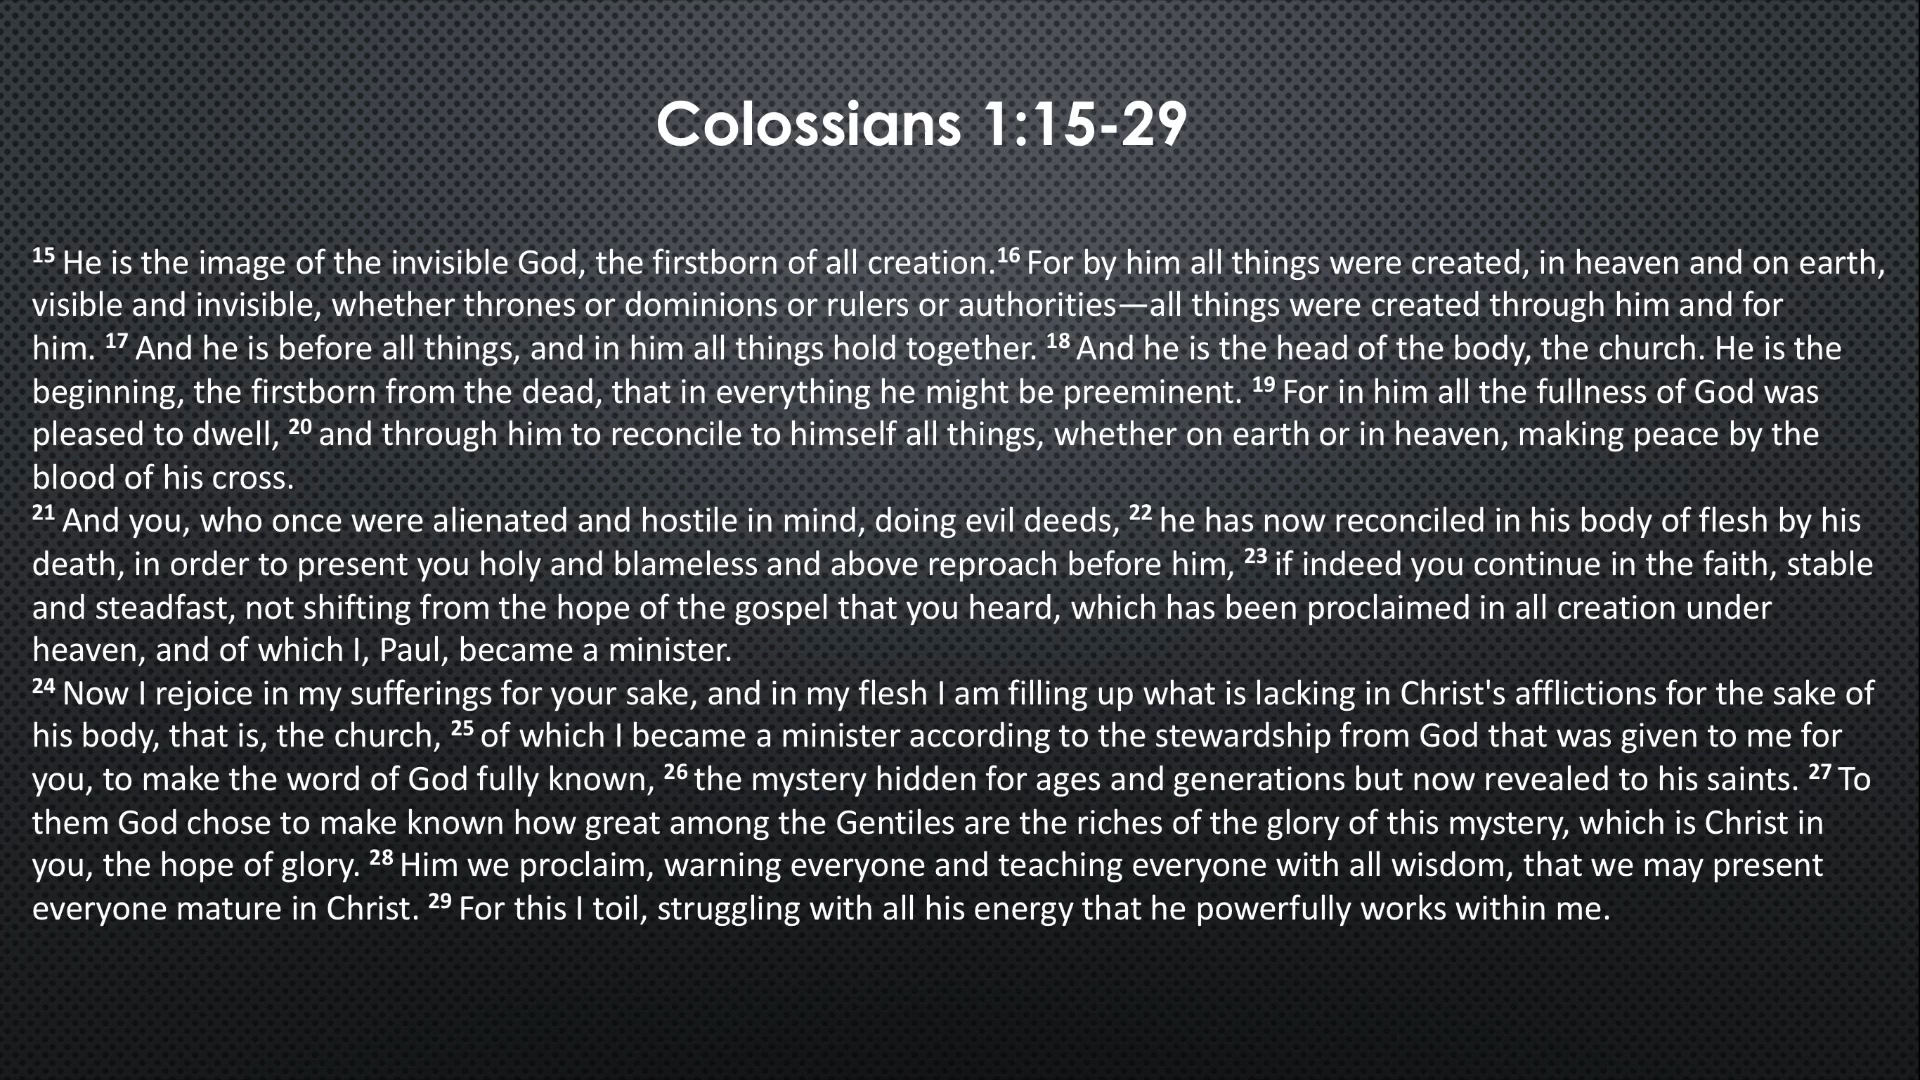 Colossians 1:15-29
15 He is the image of the invisible God, the firstborn of all creation.16 For by him all things were created, in heaven and on earth,
visible and invisible, whether thrones or dominions or rulers or authorities—all things were created through him and for
him. 17 And he is before all things, and in him all things hold together. 18 And he is the head of the body, the church. He is the
beginning, the firstborn from the dead, that in everything he might be preeminent. 19 For in him all the fullness of God was
pleased to dwell, 20 and through him to reconcile to himself all things, whether on earth or in heaven, making peace by the
blood of his cross.
21 And you, who once were alienated and hostile in mind, doing evil deeds, 22 he has now reconciled in his body of flesh by his
death, in order to present you holy and blameless and above reproach before him, 23 if indeed you continue in the faith, stable
and steadfast, not shifting from the hope of the gospel that you heard, which has been proclaimed in all creation under
heaven, and of which I, Paul, became a minister.
24 Now I rejoice in my sufferings for your sake, and in my flesh I am filling up what is lacking in Christ's afflictions for the sake of
his body, that is, the church, 25 of which I became a minister according to the stewardship from God that was given to me for
you, to make the word of God fully known, 26 the mystery hidden for ages and generations but now revealed to his saints. 27 To
them God chose to make known how great among the Gentiles are the riches of the glory of this mystery, which is Christ in
you, the hope of glory. 28 Him we proclaim, warning everyone and teaching everyone with all wisdom, that we may present
everyone mature in Christ. 29 For this I toil, struggling with all his energy that he powerfully works within me.